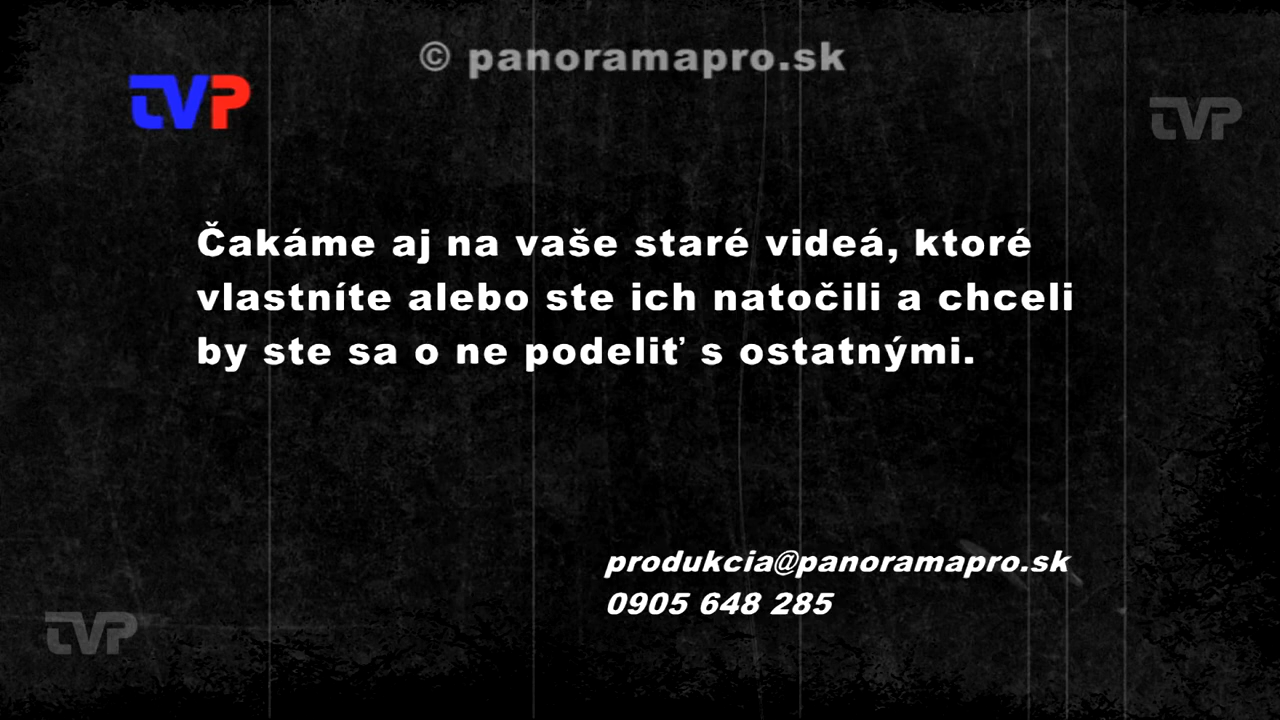 © panoramapro.sk
TVP
TVP
Čakáme aj na vaše staré videá, ktoré
vlastníte alebo ste ich natočili a chceli
by ste sa o ne podeliť s ostatnými.
produkcia@panoramapro.sk
0905 648 285
TVP